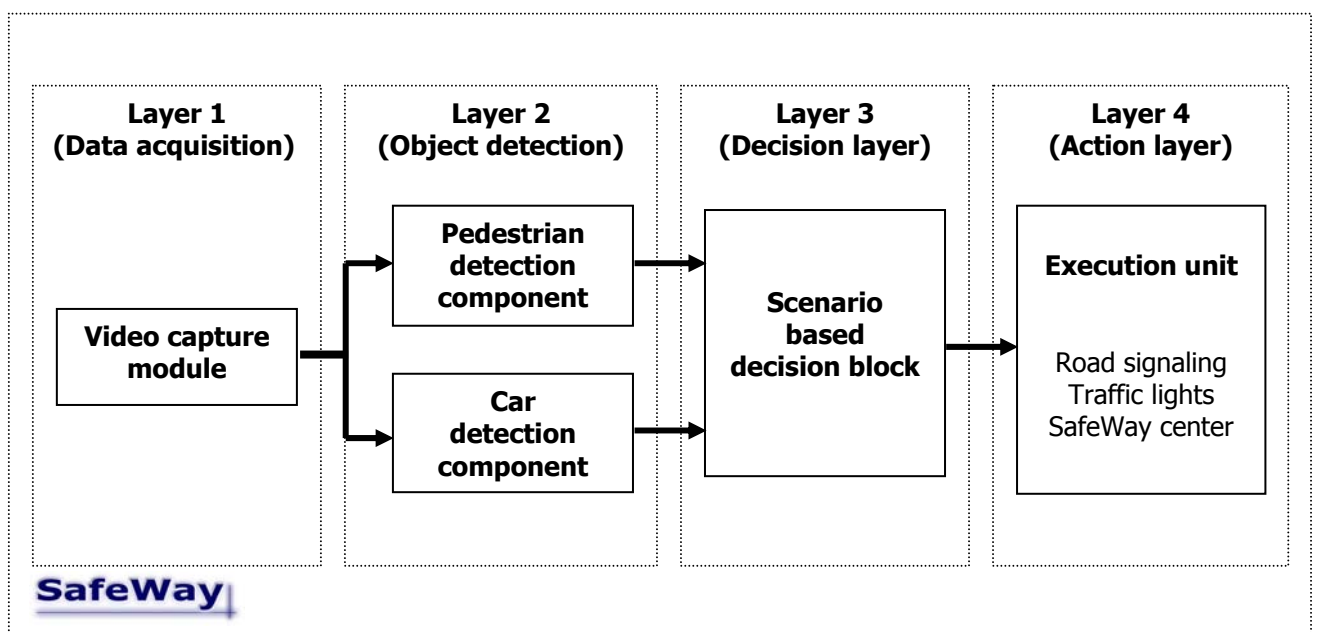 Layer 1
(Data acquisition)
Video capture
module
Layer 2
(Object detection)
Pedestrian
detection
component
Car
detection
component
Layer 3
(Decision layer)
Scenario
based
decision block
Layer 4
(Action layer)
Execution unit
Road signaling
Traffic lights
SafeWay center
SafeWay